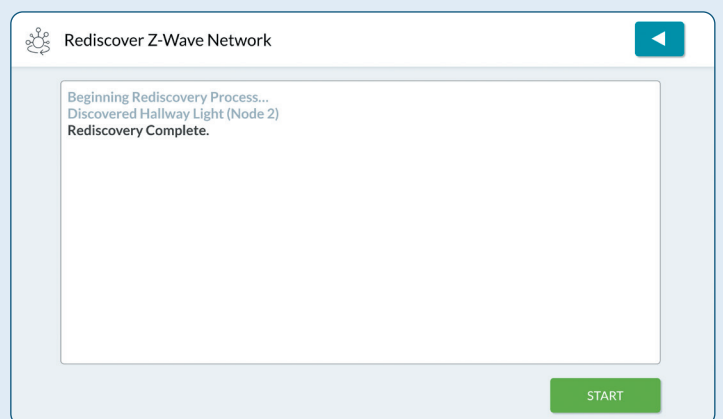 Rediscover Z-Wave Network
Beginning Rediscovery Process...
Discovered Hallway Light (Node 2)
Rediscovery Complete.
START